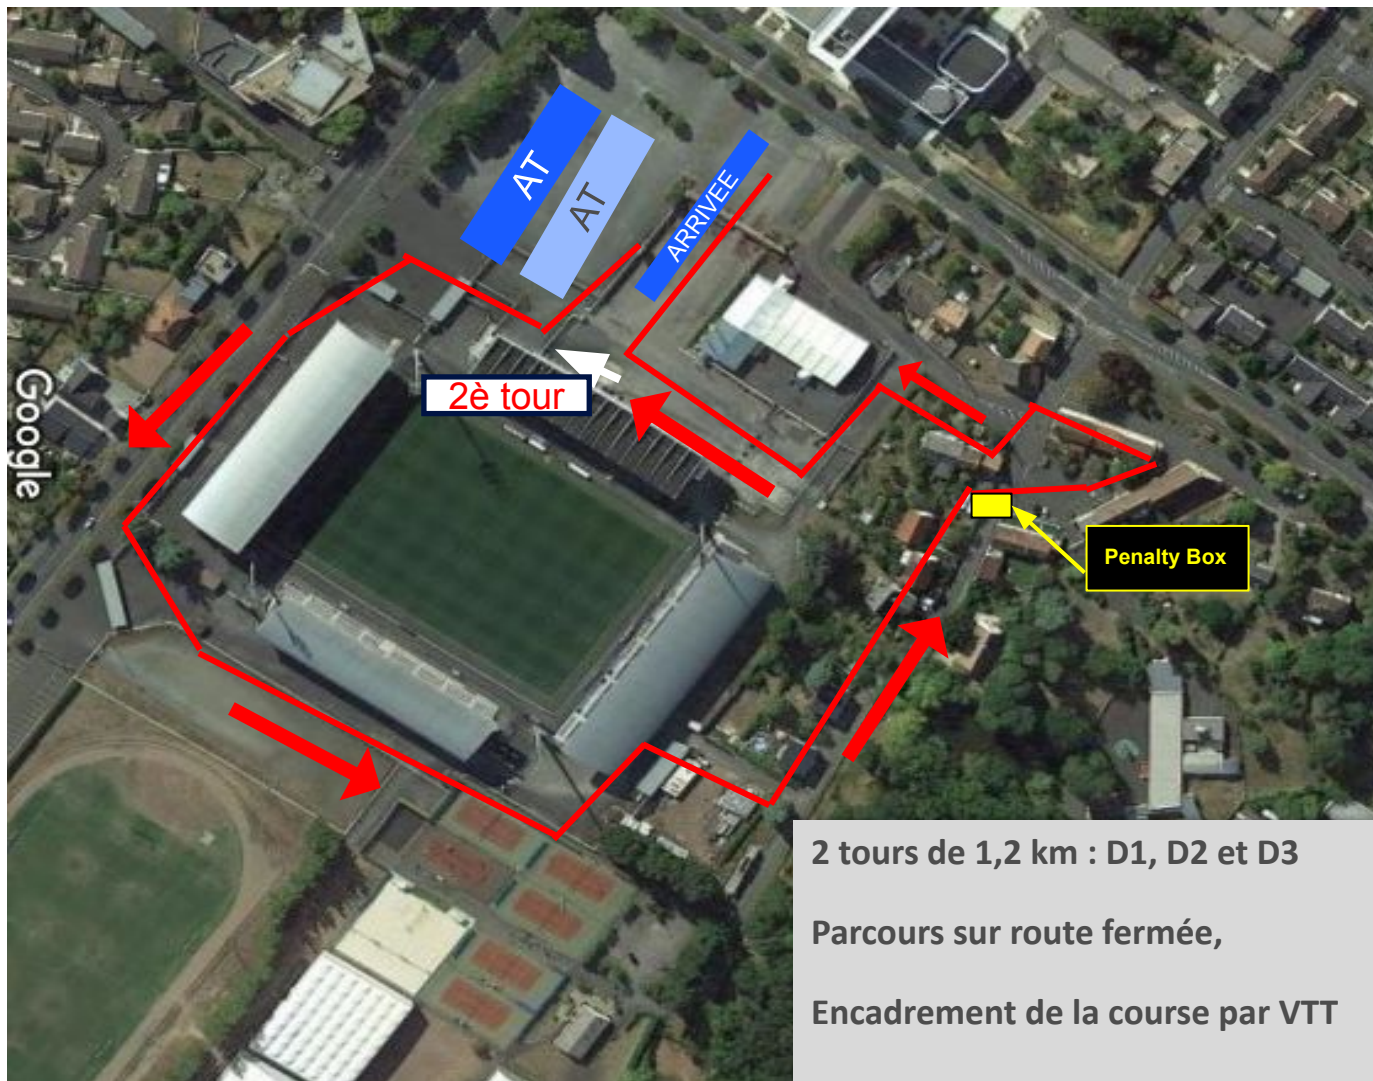 AT
AT
ARRIVEE
Google
2è tour
Penalty Box
2 tours de 1,2 km : D1, D2 et D3
Parcours sur route fermée,
Encadrement de la course par VTT